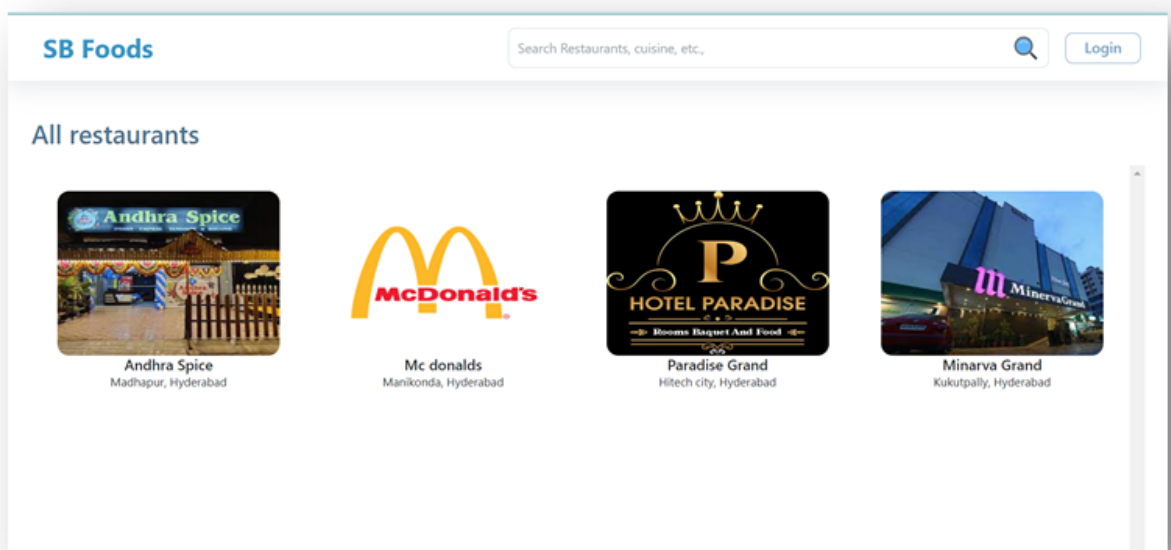 SB Foods
Search Restaurants, cuisine, etc.,
Login
All restaurants
Andhra Spice
McDonald's
P
HOTEL PARADISE
Rooms Baquet And Food
Minerva Grand
Andhra Spice
Mc donalds
Paradise Grand
Minarva Grand
Madhapur, Hyderabad
Manikonda, Hyderabad
Hitech city, Hyderabad
Kukutpally, Hyderabad